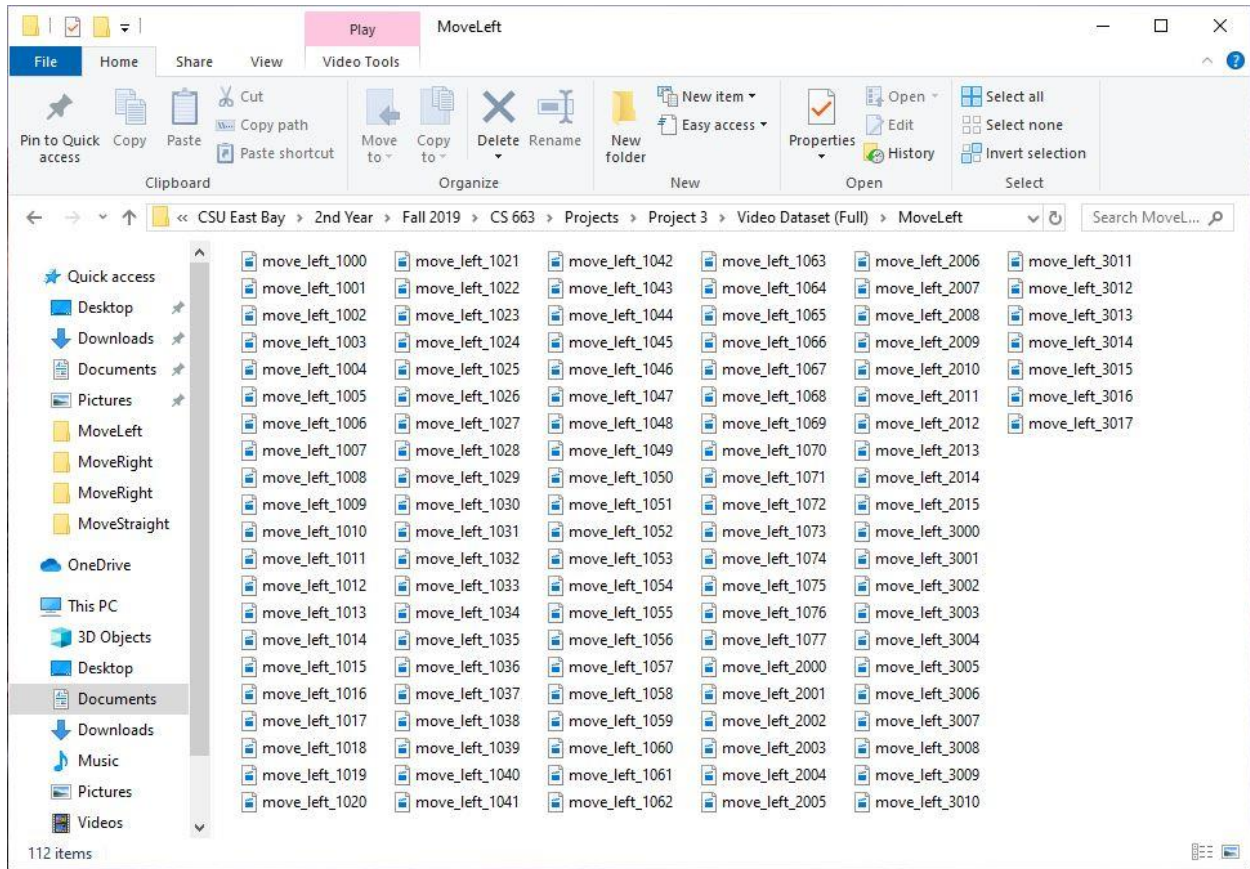 Play MoveLeft
File Home Share View Video Tools
Pin to Quick access
Copy
Paste
Cut
Copy path
Paste shortcut
Clipboard
Move to
Copy to
Delete
Rename
Organize
New folder
New item
Easy access
New
Properties
Open
Edit
History
Open
Select all
Select none
Invert selection
Select
« CSU East Bay > 2nd Year > Fall 2019 > CS 663 > Projects > Project 3 > Video Dataset (Full) > MoveLeft
Search MoveL...
Quick access
Desktop
Downloads
Documents
Pictures
MoveLeft
MoveRight
MoveRight
MoveStraight
OneDrive
This PC
3D Objects
Desktop
Documents
Downloads
Music
Pictures
Videos
move_left_1000 move_left_1021 move_left_1042 move_left_1063 move_left_2006 move_left_3011
move_left_1001 move_left_1022 move_left_1043 move_left_1064 move_left_2007 move_left_3012
move_left_1002 move_left_1023 move_left_1044 move_left_1065 move_left_2008 move_left_3013
move_left_1003 move_left_1024 move_left_1045 move_left_1066 move_left_2009 move_left_3014
move_left_1004 move_left_1025 move_left_1046 move_left_1067 move_left_2010 move_left_3015
move_left_1005 move_left_1026 move_left_1047 move_left_1068 move_left_2011 move_left_3016
move_left_1006 move_left_1027 move_left_1048 move_left_1069 move_left_2012 move_left_3017
move_left_1007 move_left_1028 move_left_1049 move_left_1070 move_left_2013
move_left_1008 move_left_1029 move_left_1050 move_left_1071 move_left_2014
move_left_1009 move_left_1030 move_left_1051 move_left_1072 move_left_2015
move_left_1010 move_left_1031 move_left_1052 move_left_1073 move_left_3000
move_left_1011 move_left_1032 move_left_1053 move_left_1074 move_left_3001
move_left_1012 move_left_1033 move_left_1054 move_left_1075 move_left_3002
move_left_1013 move_left_1034 move_left_1055 move_left_1076 move_left_3003
move_left_1014 move_left_1035 move_left_1056 move_left_1077 move_left_3004
move_left_1015 move_left_1036 move_left_1057 move_left_2000 move_left_3005
move_left_1016 move_left_1037 move_left_1058 move_left_2001 move_left_3006
move_left_1017 move_left_1038 move_left_1059 move_left_2002 move_left_3007
move_left_1018 move_left_1039 move_left_1060 move_left_2003 move_left_3008
move_left_1019 move_left_1040 move_left_1061 move_left_2004 move_left_3009
move_left_1020 move_left_1041 move_left_1062 move_left_2005 move_left_3010
112 items